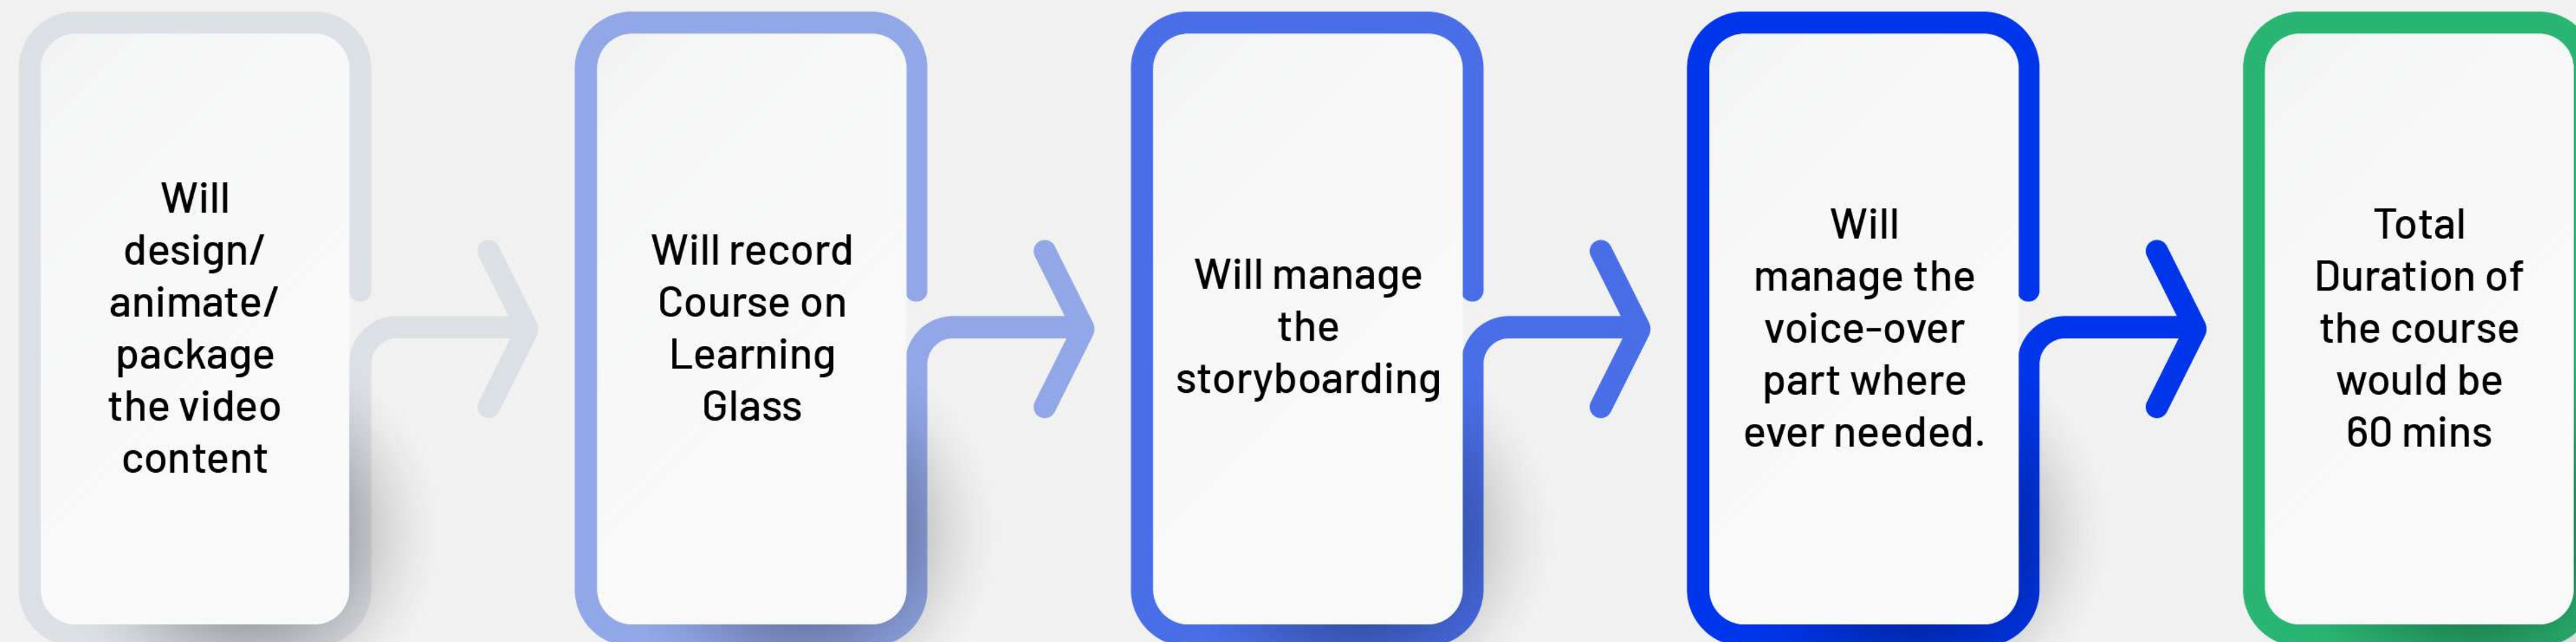 Will
design/
animate/
package
the video
content
Will record
Course on
Learning
Glass
Will manage
the
storyboarding
Will
manage the
voice-over
part where
ever needed.
Total
Duration of
the course
would be
60 mins